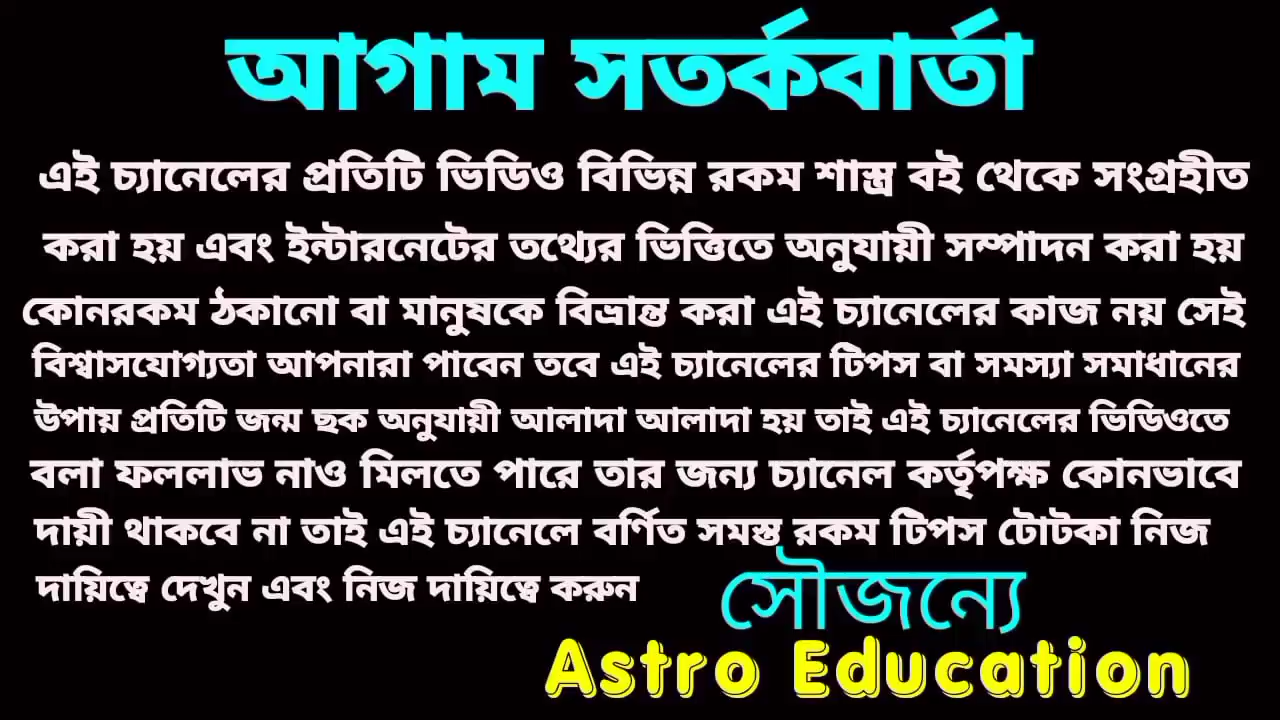 আগাম সতর্কবার্তা
এই চ্যানেলের প্রতিটি ভিডিও বিভিন্ন রকম শাস্ত্র বই থেকে সংগ্রহীত
করা হয় এবং ইন্টারনেটের তথ্যের ভিত্তিতে অনুযায়ী সম্পাদন করা হয়
কোনরকম ঠকানো বা মানুষকে বিভ্রান্ত করা এই চ্যানেলের কাজ নয় সেই
বিশ্বাসযোগ্যতা আপনারা পাবেন তবে এই চ্যানেলের টিপস বা সমস্যা সমাধানের
উপায় প্রতিটি জন্ম ছক অনুযায়ী আলাদা আলাদা হয় তাই এই চ্যানেলের ভিডিওতে
বলা ফললাভ নাও মিলতে পারে তার জন্য চ্যানেল কর্তৃপক্ষ কোনভাবে
দায়ী থাকবে না তাই এই চ্যানেলে বর্ণিত সমস্ত রকম টিপস টোটকা নিজ
দায়িত্বে দেখুন এবং নিজ দায়িত্বে করুন
সৌজন্যে
Astro Education